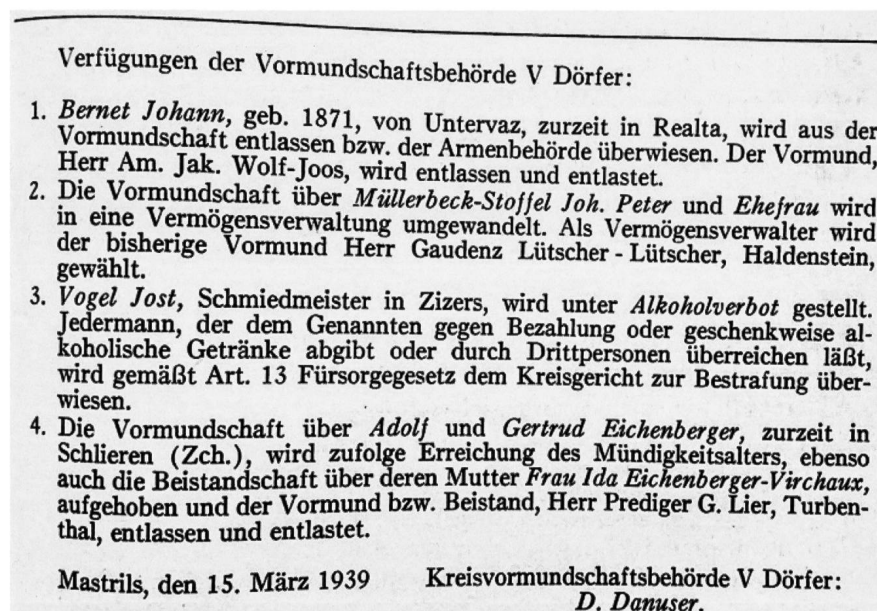 Verfügungen der Vormundschaftsbehörde V Dörfer:
1. Bernet Johann, geb. 1871, von Untervaz, zurzeit in Realta, wird aus der
Vormundschaft entlassen bzw. der Armenbehörde überwiesen. Der Vormund,
Herr Am. Jak. Wolf-Joos, wird entlassen und entlastet.
2. Die Vormundschaft über Müllerbeck-Stoffel Joh. Peter und Ehefrau wird
in eine Vermögensverwaltung umgewandelt. Als Vermögensverwalter wird
der bisherige Vormund Herr Gaudenz Lütscher - Lütscher, Haldenstein,
gewählt.
3. Vogel Jost, Schmiedmeister in Zizers, wird unter Alkoholverbot gestellt.
Jedermann, der dem Genannten gegen Bezahlung oder geschenkweise al-
koholische Getränke abgibt oder durch Drittpersonen überreichen läßt,
wird gemäßt Art. 13 Fürsorgegesetz dem Kreisgericht zur Bestrafung über-
wiesen.
4. Die Vormundschaft über Adolf und Gertrud Eichenberger, zurzeit in
Schlieren (Zch.), wird zufolge Erreichung des Mündigkeitsalters, ebenso
auch die Beistandschaft über deren Mutter Frau Ida Eichenberger-Virchaux,
aufgehoben und der Vormund bzw. Beistand, Herr Prediger G. Lier, Turben-
thal, entlassen und entlastet.
Mastrils, den 15. März 1939 Kreisvormundschaftsbehörde V Dörfer:
D. Danuser.